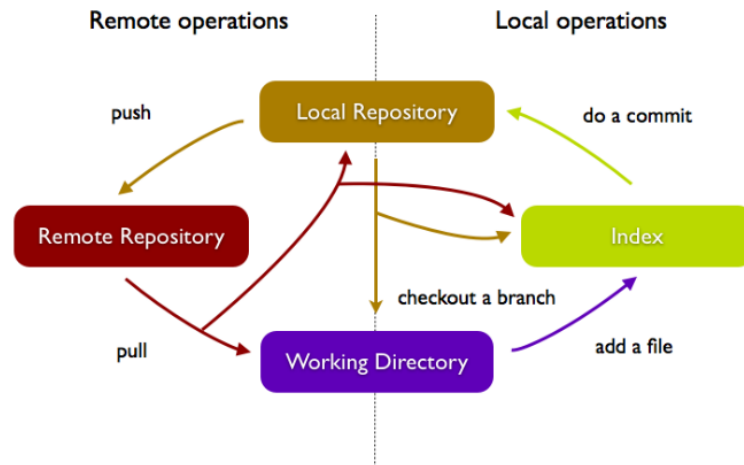 Remote operations
Local operations
push
Local Repository
do a commit
Remote Repository
Index
checkout a branch
pull
Working Directory
add a file